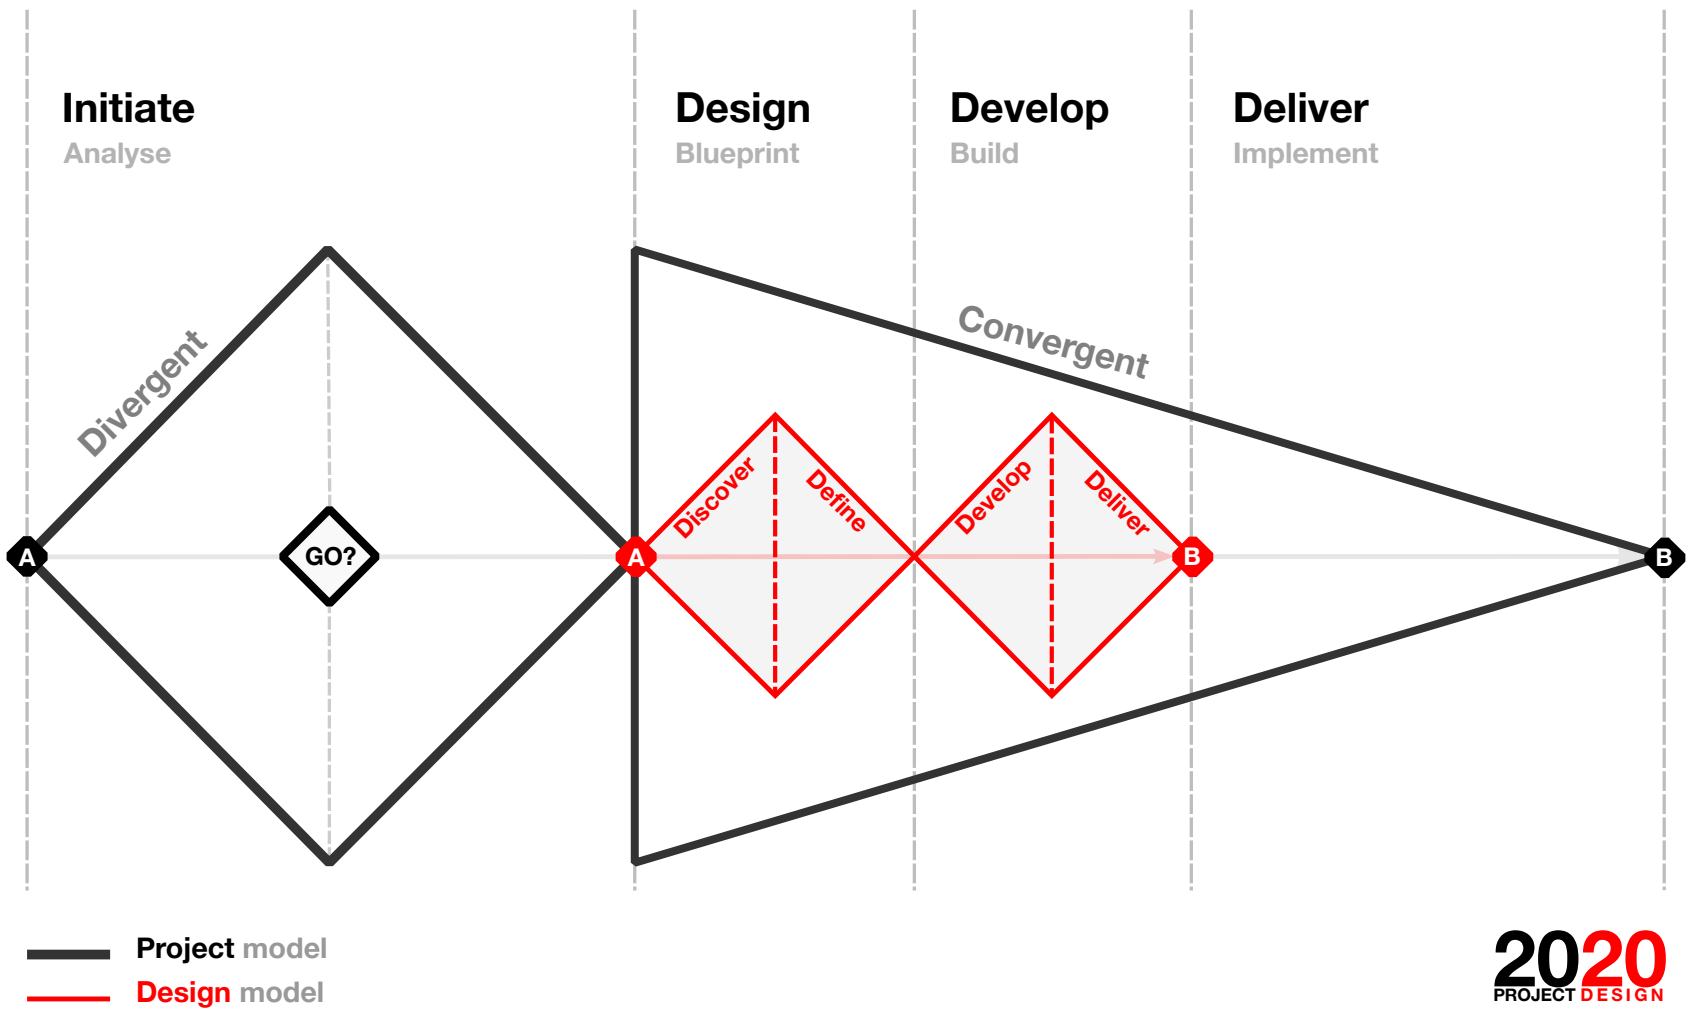 Initiate
Analyse
Design
Blueprint
Develop
Build
Deliver
Implement
Divergent
Convergent
Discover
Define
Develop
Deliver
A
GO?
A
B
B
Project model
Design model
2020
PROJECT DESIGN